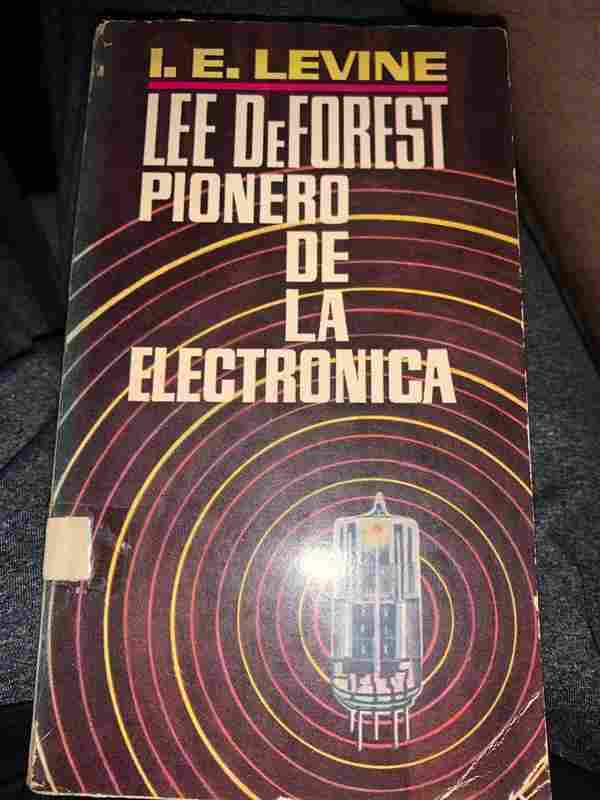 I. E. LEVINE
LEE DeFOREST
PIONERO
DE
LA
ELECTRONICA